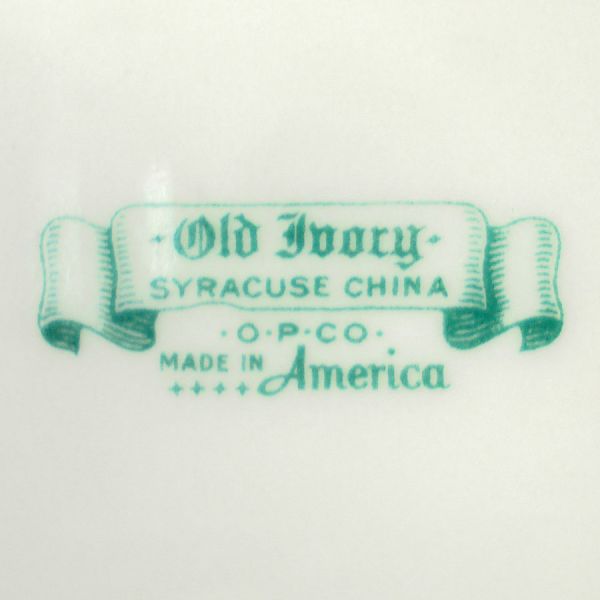 ·Old Ivory·
SYRACUSE CHINA
·O·P·CO·
MADE IN America